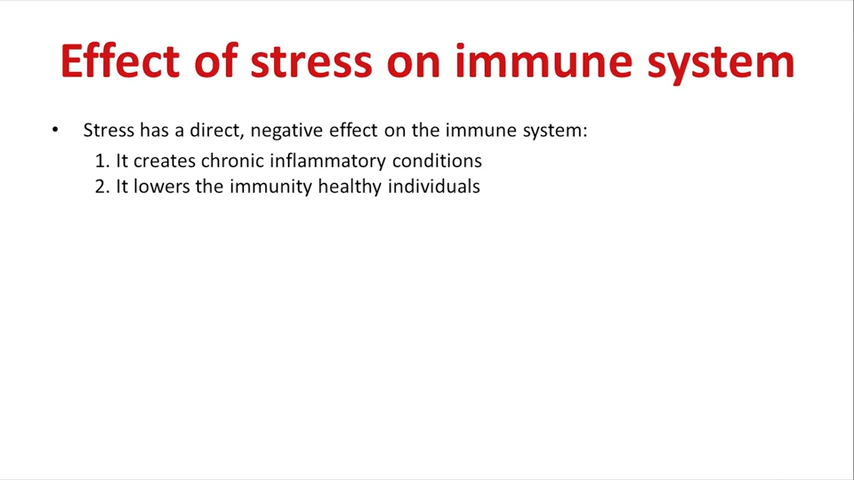 Effect of stress on immune system
• Stress has a direct, negative effect on the immune system:
1. It creates chronic inflammatory conditions
2. It lowers the immunity healthy individuals